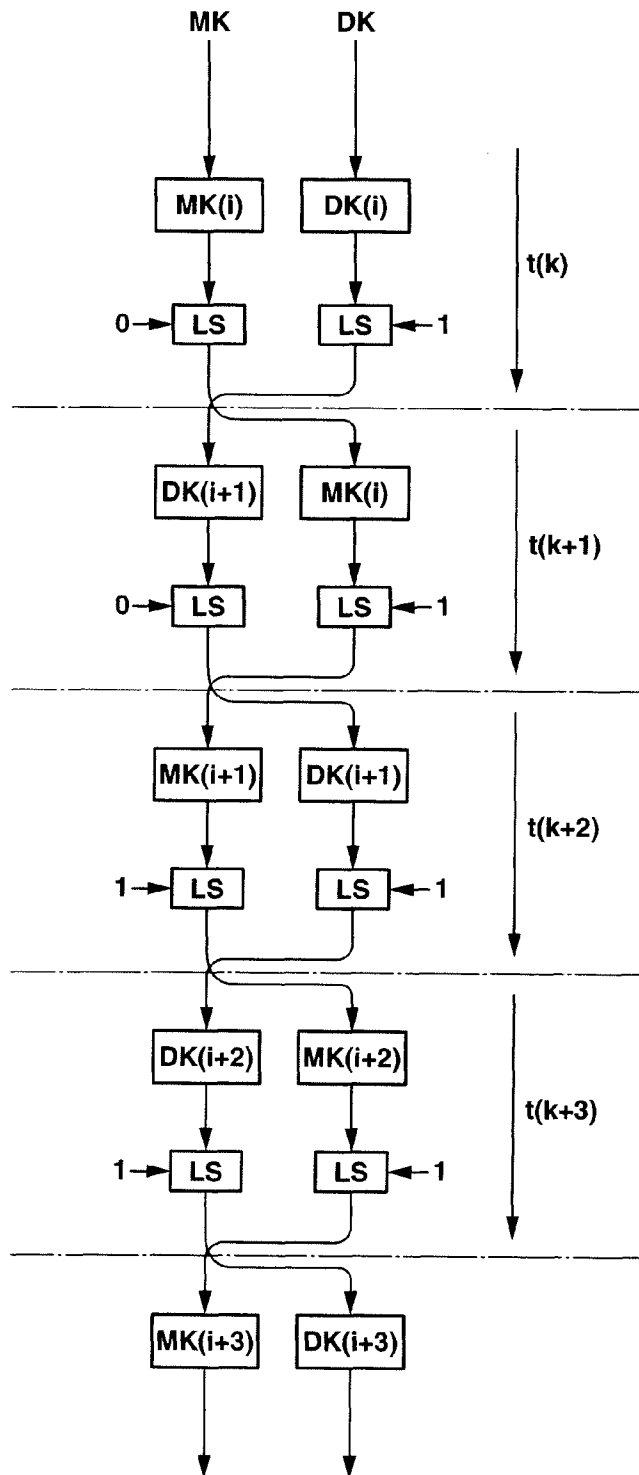 MK DK
MK(i) DK(i)
t(k)
0 LS LS 1
DK(i+1) MK(i)
t(k+1)
0 LS LS 1
MK(i+1) DK(i+1)
t(k+2)
1 LS LS 1
DK(i+2) MK(i+2)
t(k+3)
1 LS LS 1
MK(i+3) DK(i+3)